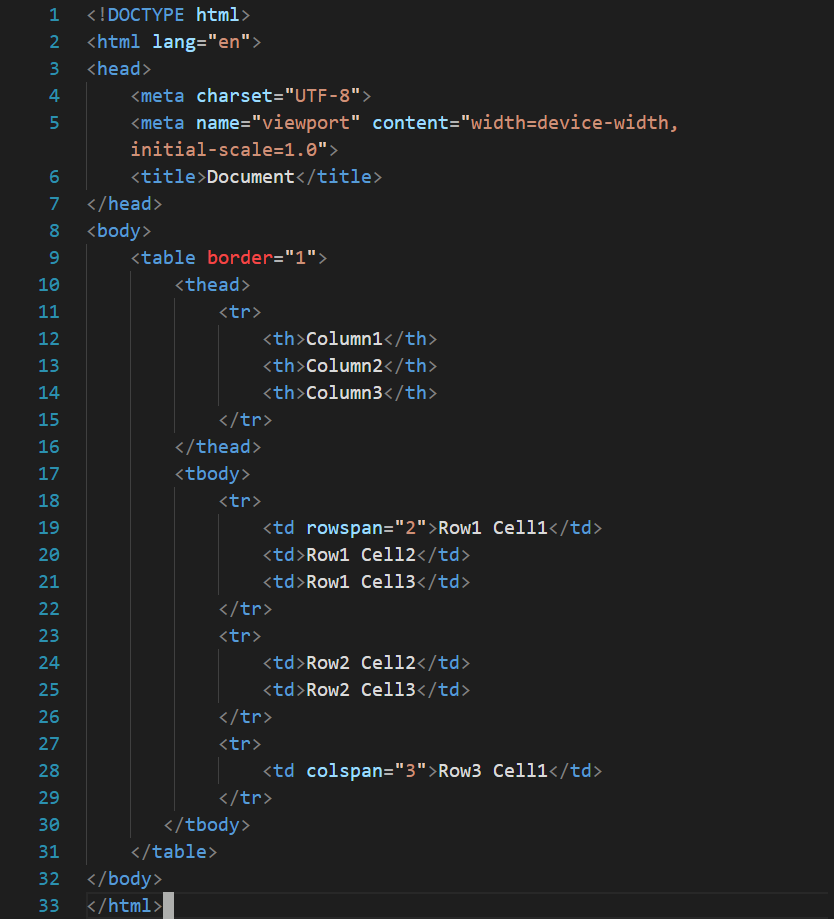 1 <!DOCTYPE html>
2 <html lang="en">
3 <head>
4     <meta charset="UTF-8">
5     <meta name="viewport" content="width=device-width,
    initial-scale=1.0">
6     <title>Document</title>
7 </head>
8 <body>
9     <table border="1">
10         <thead>
11             <tr>
12                 <th>Column1</th>
13                 <th>Column2</th>
14                 <th>Column3</th>
15             </tr>
16         </thead>
17         <tbody>
18             <tr>
19                 <td rowspan="2">Row1 Cell1</td>
20                 <td>Row1 Cell2</td>
21                 <td>Row1 Cell3</td>
22             </tr>
23             <tr>
24                 <td>Row2 Cell2</td>
25                 <td>Row2 Cell3</td>
26             </tr>
27             <tr>
28                 <td colspan="3">Row3 Cell1</td>
29             </tr>
30        </tbody>
31     </table>
32 </body>
33 </html>